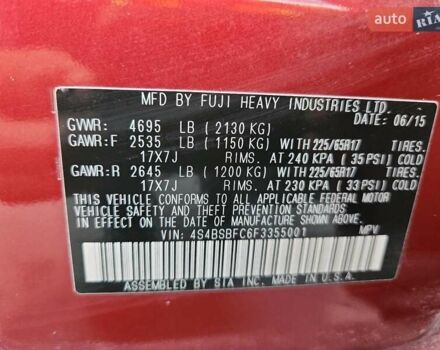 auto RIA
MFD BY FUJI HEAVY INDUSTRIES LTD.
DATE: 06/15
GVWR: 4695 LB (2130 KG)
GAWR:F 2535 LB (1150 KG) WITH 225/65R17 TIRES.
17X7J RIMS. AT 240 KPA (35 PSI) COLD
GAWR:R 2645 LB (1200 KG) WITH 225/65R17 TIRES.
17X7J RIMS. AT 230 KPA (33 PSI) COLD
THIS VEHICLE CONFORMS TO ALL APPLICABLE FEDERAL MOTOR
VEHICLE SAFETY AND THEFT PREVENTION STANDARDS IN EFFECT
ON THE DATE OF MANUFACTURE SHOWN ABOVE.
VIN: 4S4BSBFC6F3355001 MPV
ASSEMBLED BY SIA INC. IN U.S.A.